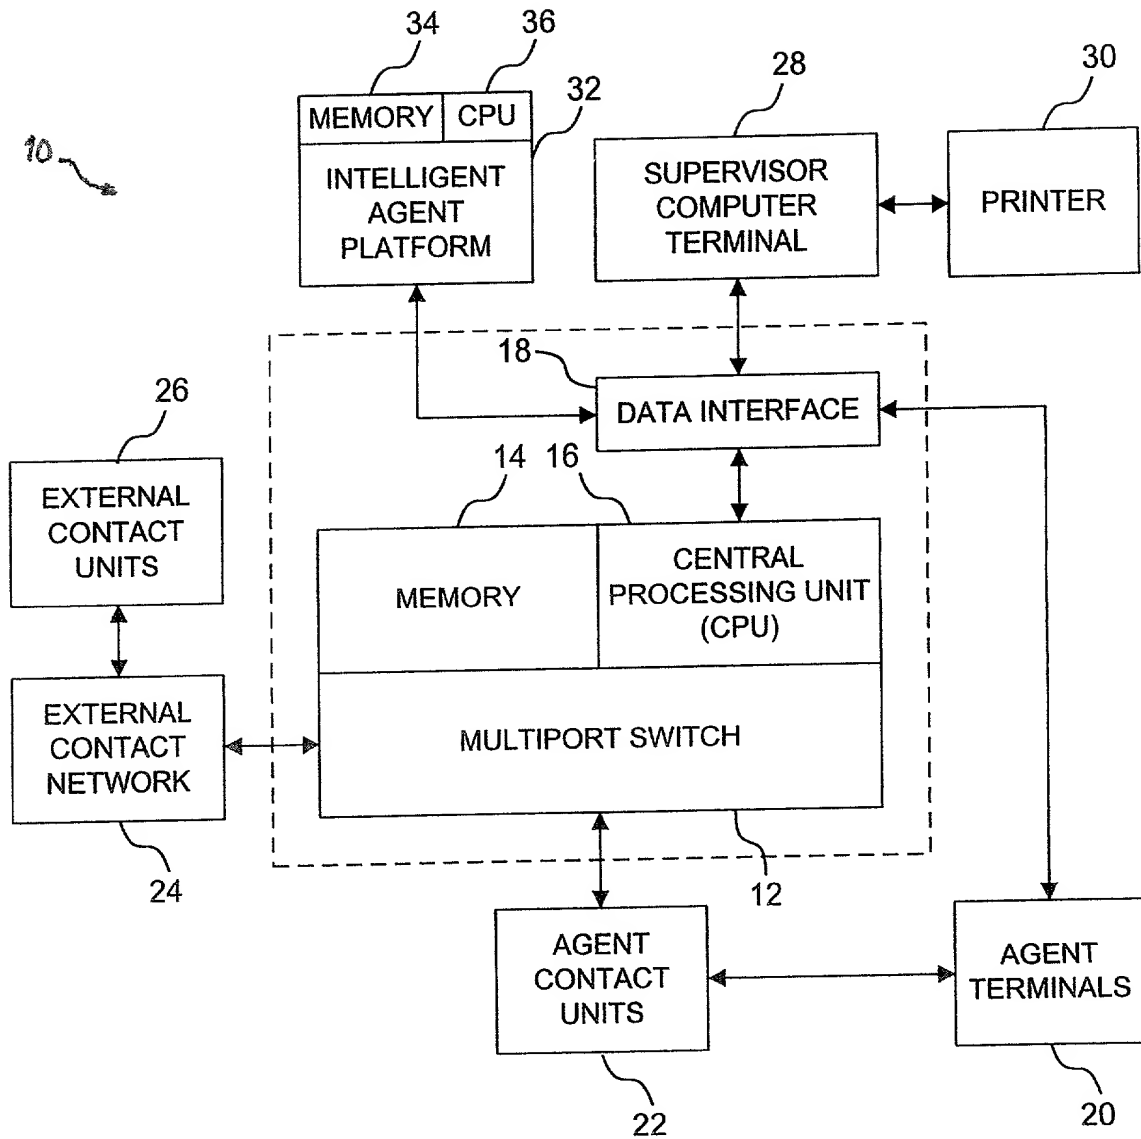 34
36
28
30
32
10
MEMORY
CPU
INTELLIGENT
AGENT
PLATFORM
SUPERVISOR
COMPUTER
TERMINAL
PRINTER
18
DATA INTERFACE
26
EXTERNAL
CONTACT
UNITS
14
16
MEMORY
CENTRAL
PROCESSING UNIT
(CPU)
EXTERNAL
CONTACT
NETWORK
MULTIPORT SWITCH
24
12
AGENT
CONTACT
UNITS
AGENT
TERMINALS
22
20